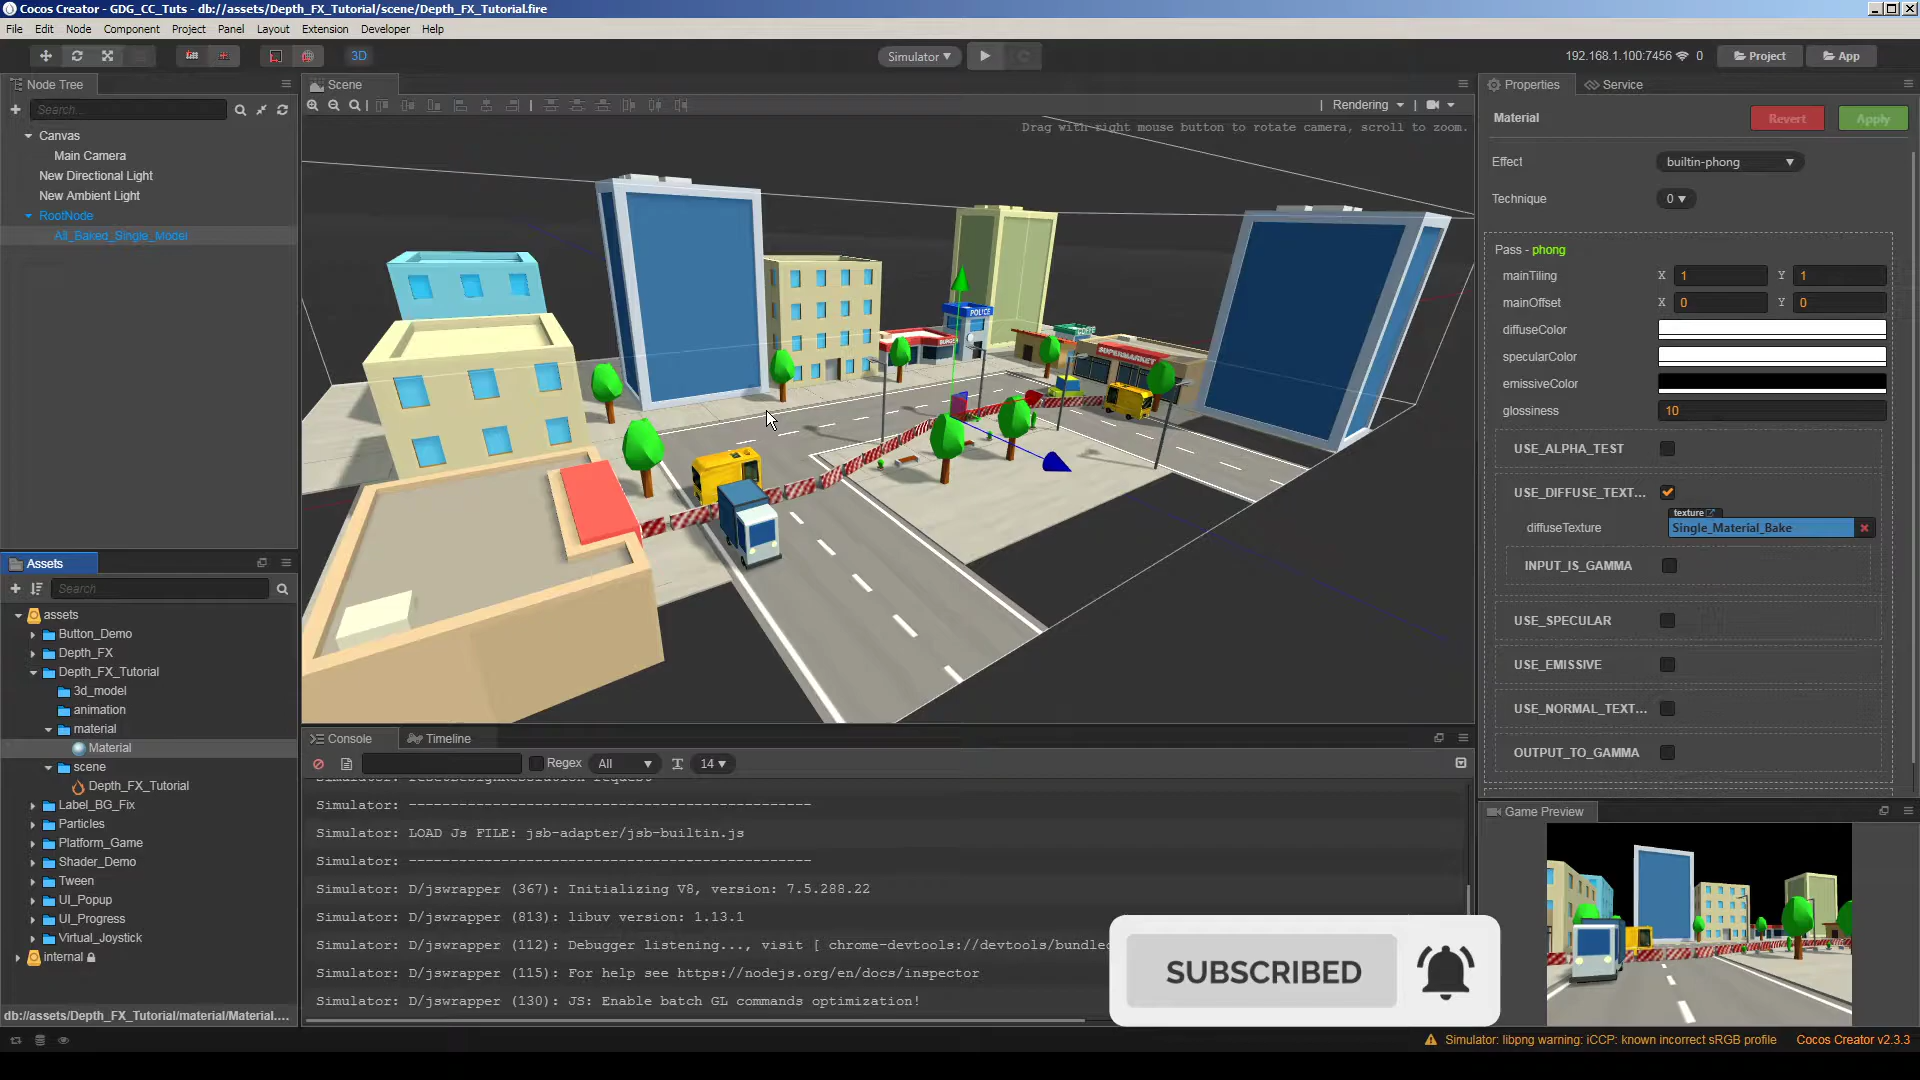 Cocos Creator - GDG_CC_Tuts - db://assets/Depth_FX_Tutorial/scene/Depth_FX_Tutorial.fire
File Edit Node Component Project Panel Layout Extension Developer Help
3D
Simulator
192.168.1.100:7456
0
Project
App
Node Tree
Search...
Canvas
Main Camera
New Directional Light
New Ambient Light
RootNode
All_Baked_Single_Model
Scene
Rendering
Drag with right mouse button to rotate camera, scroll to zoom.
POLICE
SUPERMARKET
Assets
Search
assets
Button_Demo
Depth_FX
Depth_FX_Tutorial
3d_model
animation
material
Material
scene
Depth_FX_Tutorial
Label_BG_Fix
Particles
Platform_Game
Shader_Demo
Tween
UI_Popup
UI_Progress
Virtual_Joystick
internal
db://assets/Depth_FX_Tutorial/material/Material....
Console
Timeline
Regex
All
14
Simulator: ------------------------------------------------
Simulator: LOAD Js FILE: jsb-adapter/jsb-builtin.js
Simulator: ------------------------------------------------
Simulator: D/jswrapper (367): Initializing V8, version: 7.5.288.22
Simulator: D/jswrapper (813): libuv version: 1.13.1
Simulator: D/jswrapper (112): Debugger listening..., visit [ chrome-devtools://devtools/bundled
Simulator: D/jswrapper (115): For help see https://nodejs.org/en/docs/inspector
Simulator: D/jswrapper (130): JS: Enable batch GL commands optimization!
SUBSCRIBED
Properties
Service
Material
Revert
Apply
Effect
builtin-phong
Technique
0
Pass - phong
mainTiling X 1 Y 1
mainOffset X 0 Y 0
diffuseColor
specularColor
emissiveColor
glossiness 10
USE_ALPHA_TEST
USE_DIFFUSE_TEXT...
texture
diffuseTexture Single_Material_Bake
INPUT_IS_GAMMA
USE_SPECULAR
USE_EMISSIVE
USE_NORMAL_TEXT...
OUTPUT_TO_GAMMA
Game Preview
Simulator: libpng warning: iCCP: known incorrect sRGB profile
Cocos Creator v2.3.3